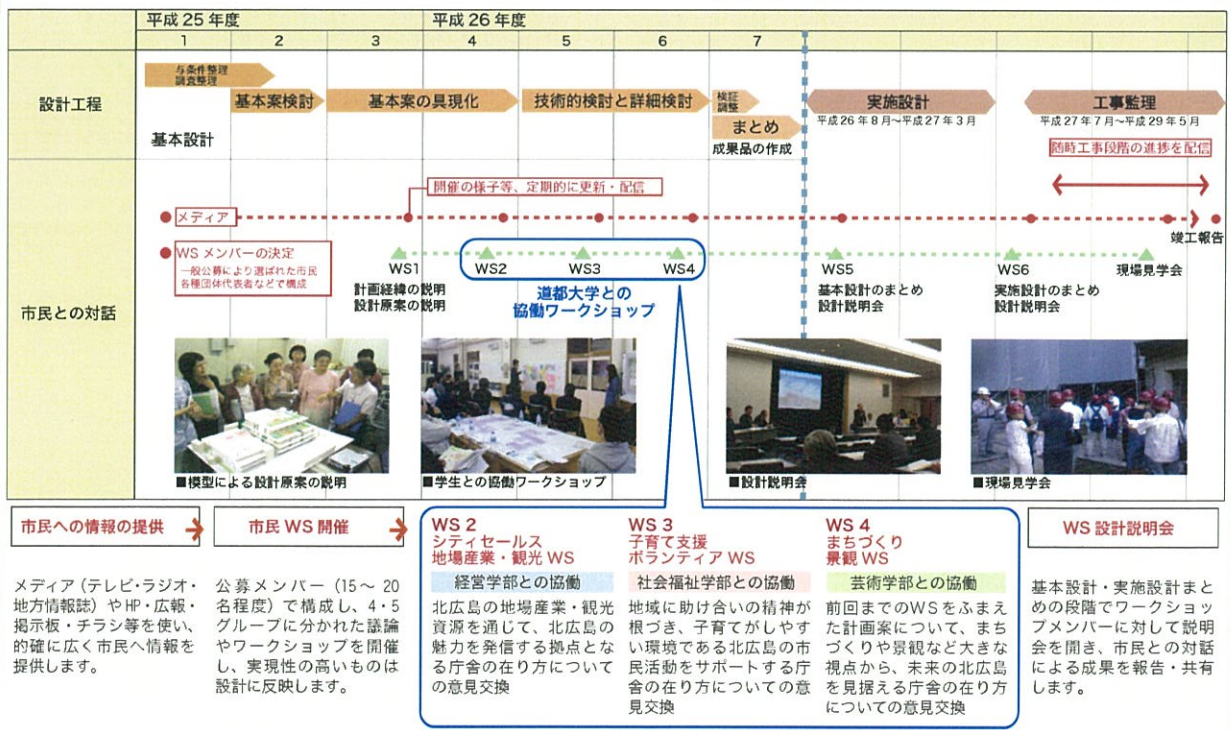 平成 25 年度
平成 26 年度
1
2
3
4
5
6
7
設計工程
与条件整理
調査整理
基本案検討
基本案の具現化
技術的検討と詳細検討
検証
調整
まとめ
成果品の作成
基本設計
実施設計
平成 26 年 8 月〜平成 27 年 3 月
工事監理
平成 27 年 7 月〜平成 29 年 5 月
随時工事段階の進捗を配信
市民との対話
開催の様子等、定期的に更新・配信
メディア
竣工報告
WS メンバーの決定
一般公募により選ばれた市民
各種団体代表者などで構成
WS1
計画経緯の説明
設計原案の説明
WS2
WS3
WS4
道都大学との
協働ワークショップ
WS5
基本設計のまとめ
設計説明会
WS6
実施設計のまとめ
設計説明会
現場見学会
■模型による設計原案の説明
■学生との協働ワークショップ
■設計説明会
■現場見学会
市民への情報の提供
メディア（テレビ・ラジオ・
地方情報誌）や HP・広報・
掲示板・チラシ等を使い、
的確に広く市民へ情報を
提供します。
市民 WS 開催
公募メンバー（15〜 20
名程度）で構成し、4・5
グループに分かれた議論
やワークショップを開催
し、実現性の高いものは
設計に反映します。
WS 2
シティセールス
地場産業・観光 WS
経営学部との協働
北広島の地場産業・観光
資源を通じて、北広島の
魅力を発信する拠点とな
る庁舎の在り方について
の意見交換
WS 3
子育て支援
ボランティア WS
社会福祉学部との協働
地域に助け合いの精神が
根づき、子育てがしやす
い環境である北広島の市
民活動をサポートする庁
舎の在り方についての意
見交換
WS 4
まちづくり
景観 WS
芸術学部との協働
前回までのWSをふまえ
た計画案について、まち
づくりや景観など大きな
視点から、未来の北広島
を見据える庁舎の在り方
についての意見交換
WS 設計説明会
基本設計・実施設計まと
めの段階でワークショッ
プメンバーに対して説明
会を開き、市民との対話
による成果を報告・共有
します。